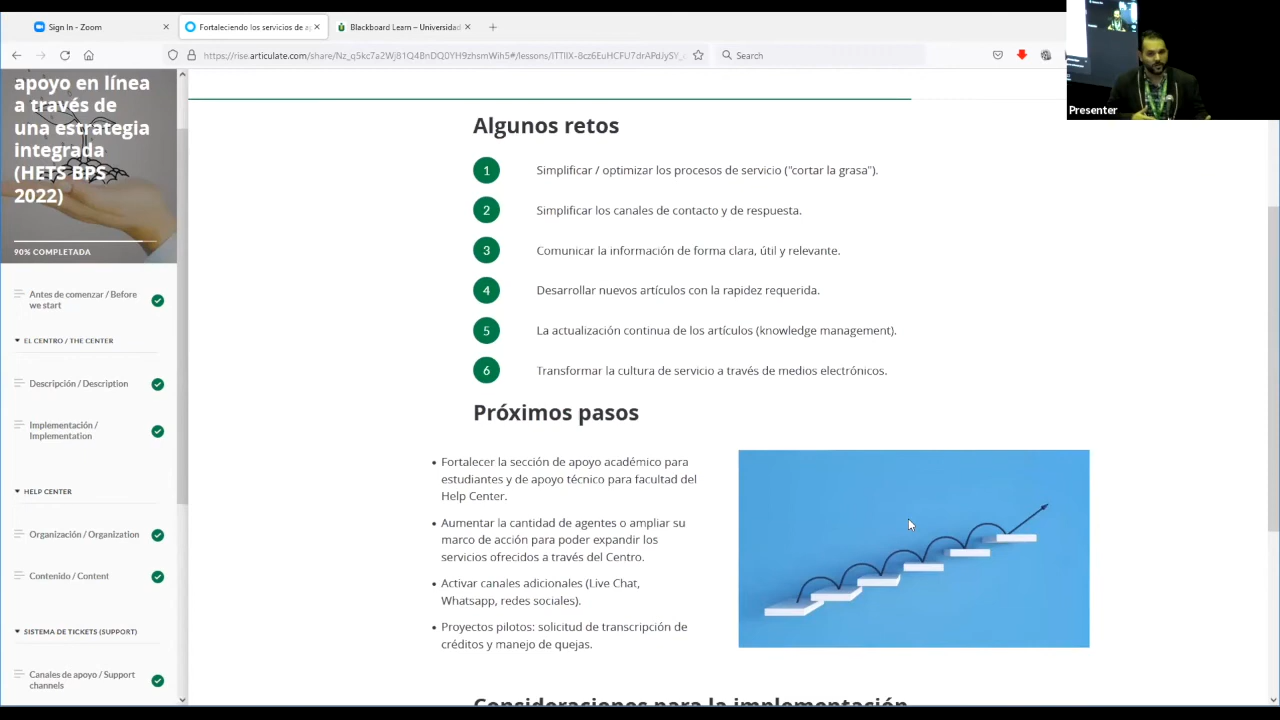 Sign In - Zoom
Fortaleciendo los servicios de a
Blackboard Learn – Universidad
Search
Presenter
apoyo en línea
a través de
una estrategia
integrada
(HETS BPS
2022)
90% COMPLETADA
Antes de comenzar / Before
we start
EL CENTRO / THE CENTER
Descripción / Description
Implementación /
Implementation
HELP CENTER
Organización / Organization
Contenido / Content
SISTEMA DE TICKETS (SUPPORT)
Canales de apoyo / Support
channels
Algunos retos
1 Simplificar / optimizar los procesos de servicio ("cortar la grasa").
2 Simplificar los canales de contacto y de respuesta.
3 Comunicar la información de forma clara, útil y relevante.
4 Desarrollar nuevos artículos con la rapidez requerida.
5 La actualización continua de los artículos (knowledge management).
6 Transformar la cultura de servicio a través de medios electrónicos.
Próximos pasos
• Fortalecer la sección de apoyo académico para
estudiantes y de apoyo técnico para facultad del
Help Center.
• Aumentar la cantidad de agentes o ampliar su
marco de acción para poder expandir los
servicios ofrecidos a través del Centro.
• Activar canales adicionales (Live Chat,
Whatsapp, redes sociales).
• Proyectos pilotos: solicitud de transcripción de
créditos y manejo de quejas.
Consideraciones para la implementación